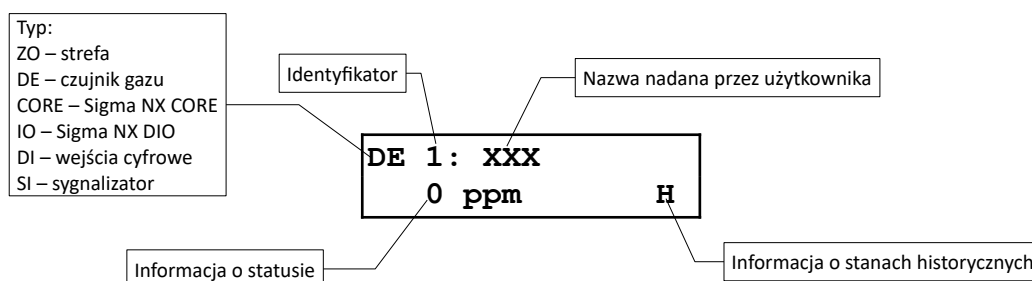 Typ:
ZO – strefa
DE – czujnik gazu
CORE – Sigma NX CORE
IO – Sigma NX DIO
DI – wejścia cyfrowe
SI – sygnalizator
Identyfikator
Nazwa nadana przez użytkownika
DE 1: XXX
0 ppm H
Informacja o statusie
Informacja o stanach historycznych